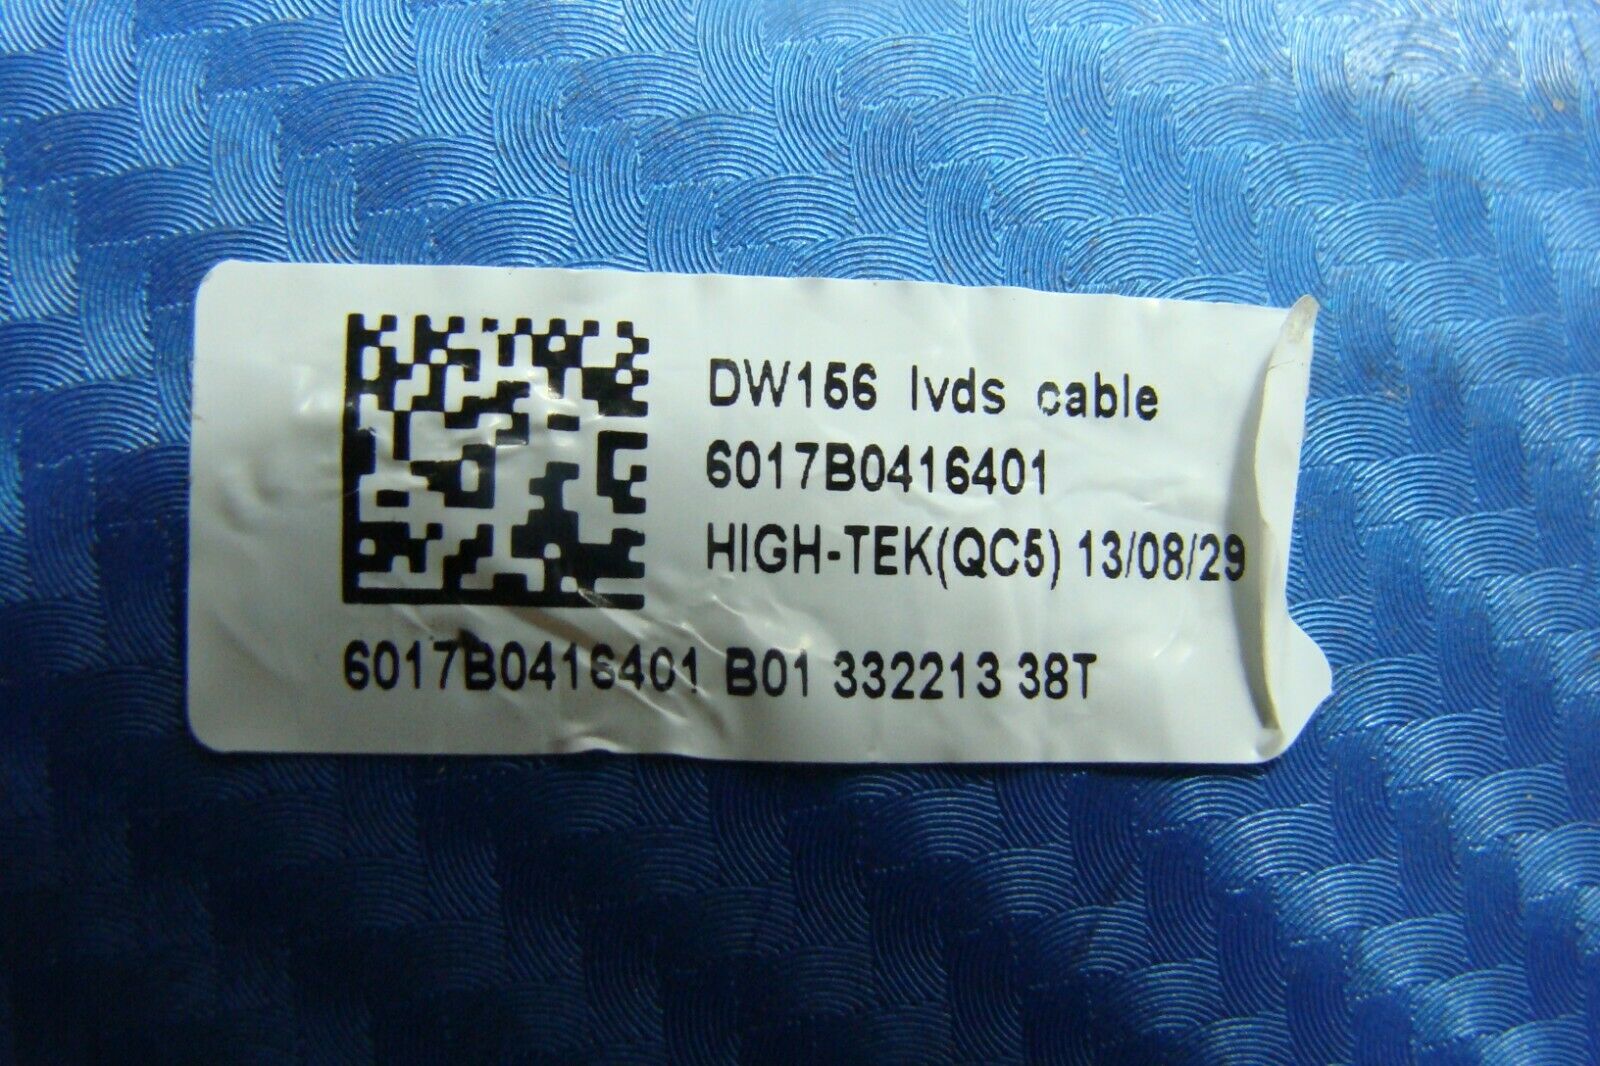 DW156 lvds cable
6017B0416401
HIGH-TEK(QC5) 13/08/29
6017B0416401 B01 332213 38T